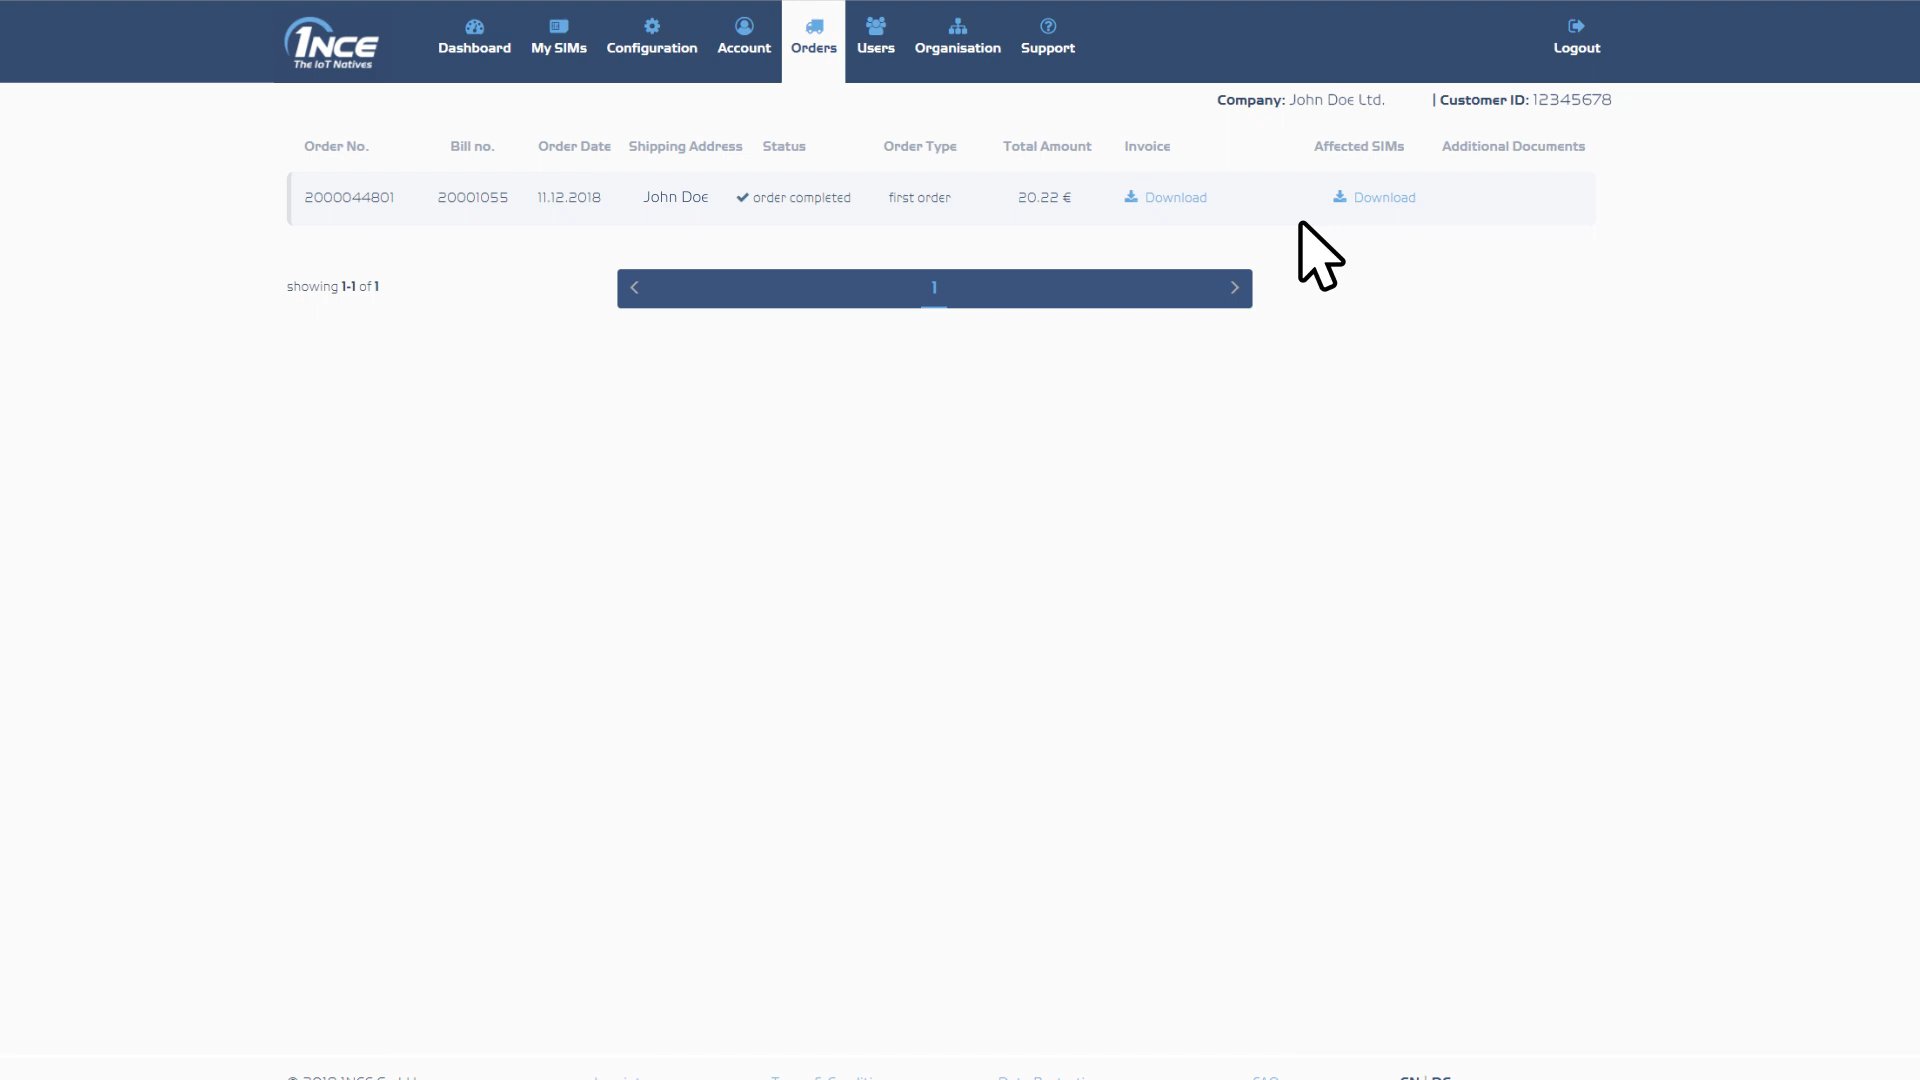 1NCE
The IoT Natives
Dashboard My SIMs Configuration Account Orders Users Organisation Support Logout
Company: John Doe Ltd. | Customer ID: 12345678
Order No. Bill no. Order Date Shipping Address Status Order Type Total Amount Invoice Affected SIMs Additional Documents
2000044801 20001055 11.12.2018 John Doe order completed first order 20.22 € Download Download
showing 1-1 of 1
1